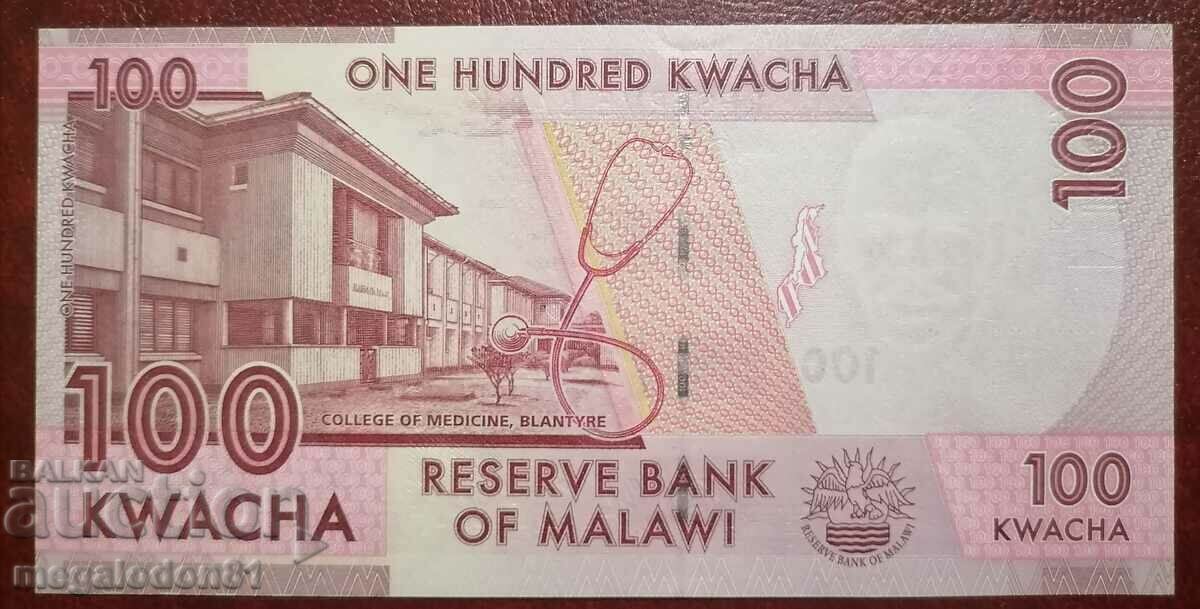 100
ONE HUNDRED KWACHA
100
ONE HUNDRED KWACHA
100
COLLEGE OF MEDICINE, BLANTYRE
100
KWACHA
RESERVE BANK
OF MALAWI
RESERVE BANK OF MALAWI
100
KWACHA
BALKAN
auction
megalodon81